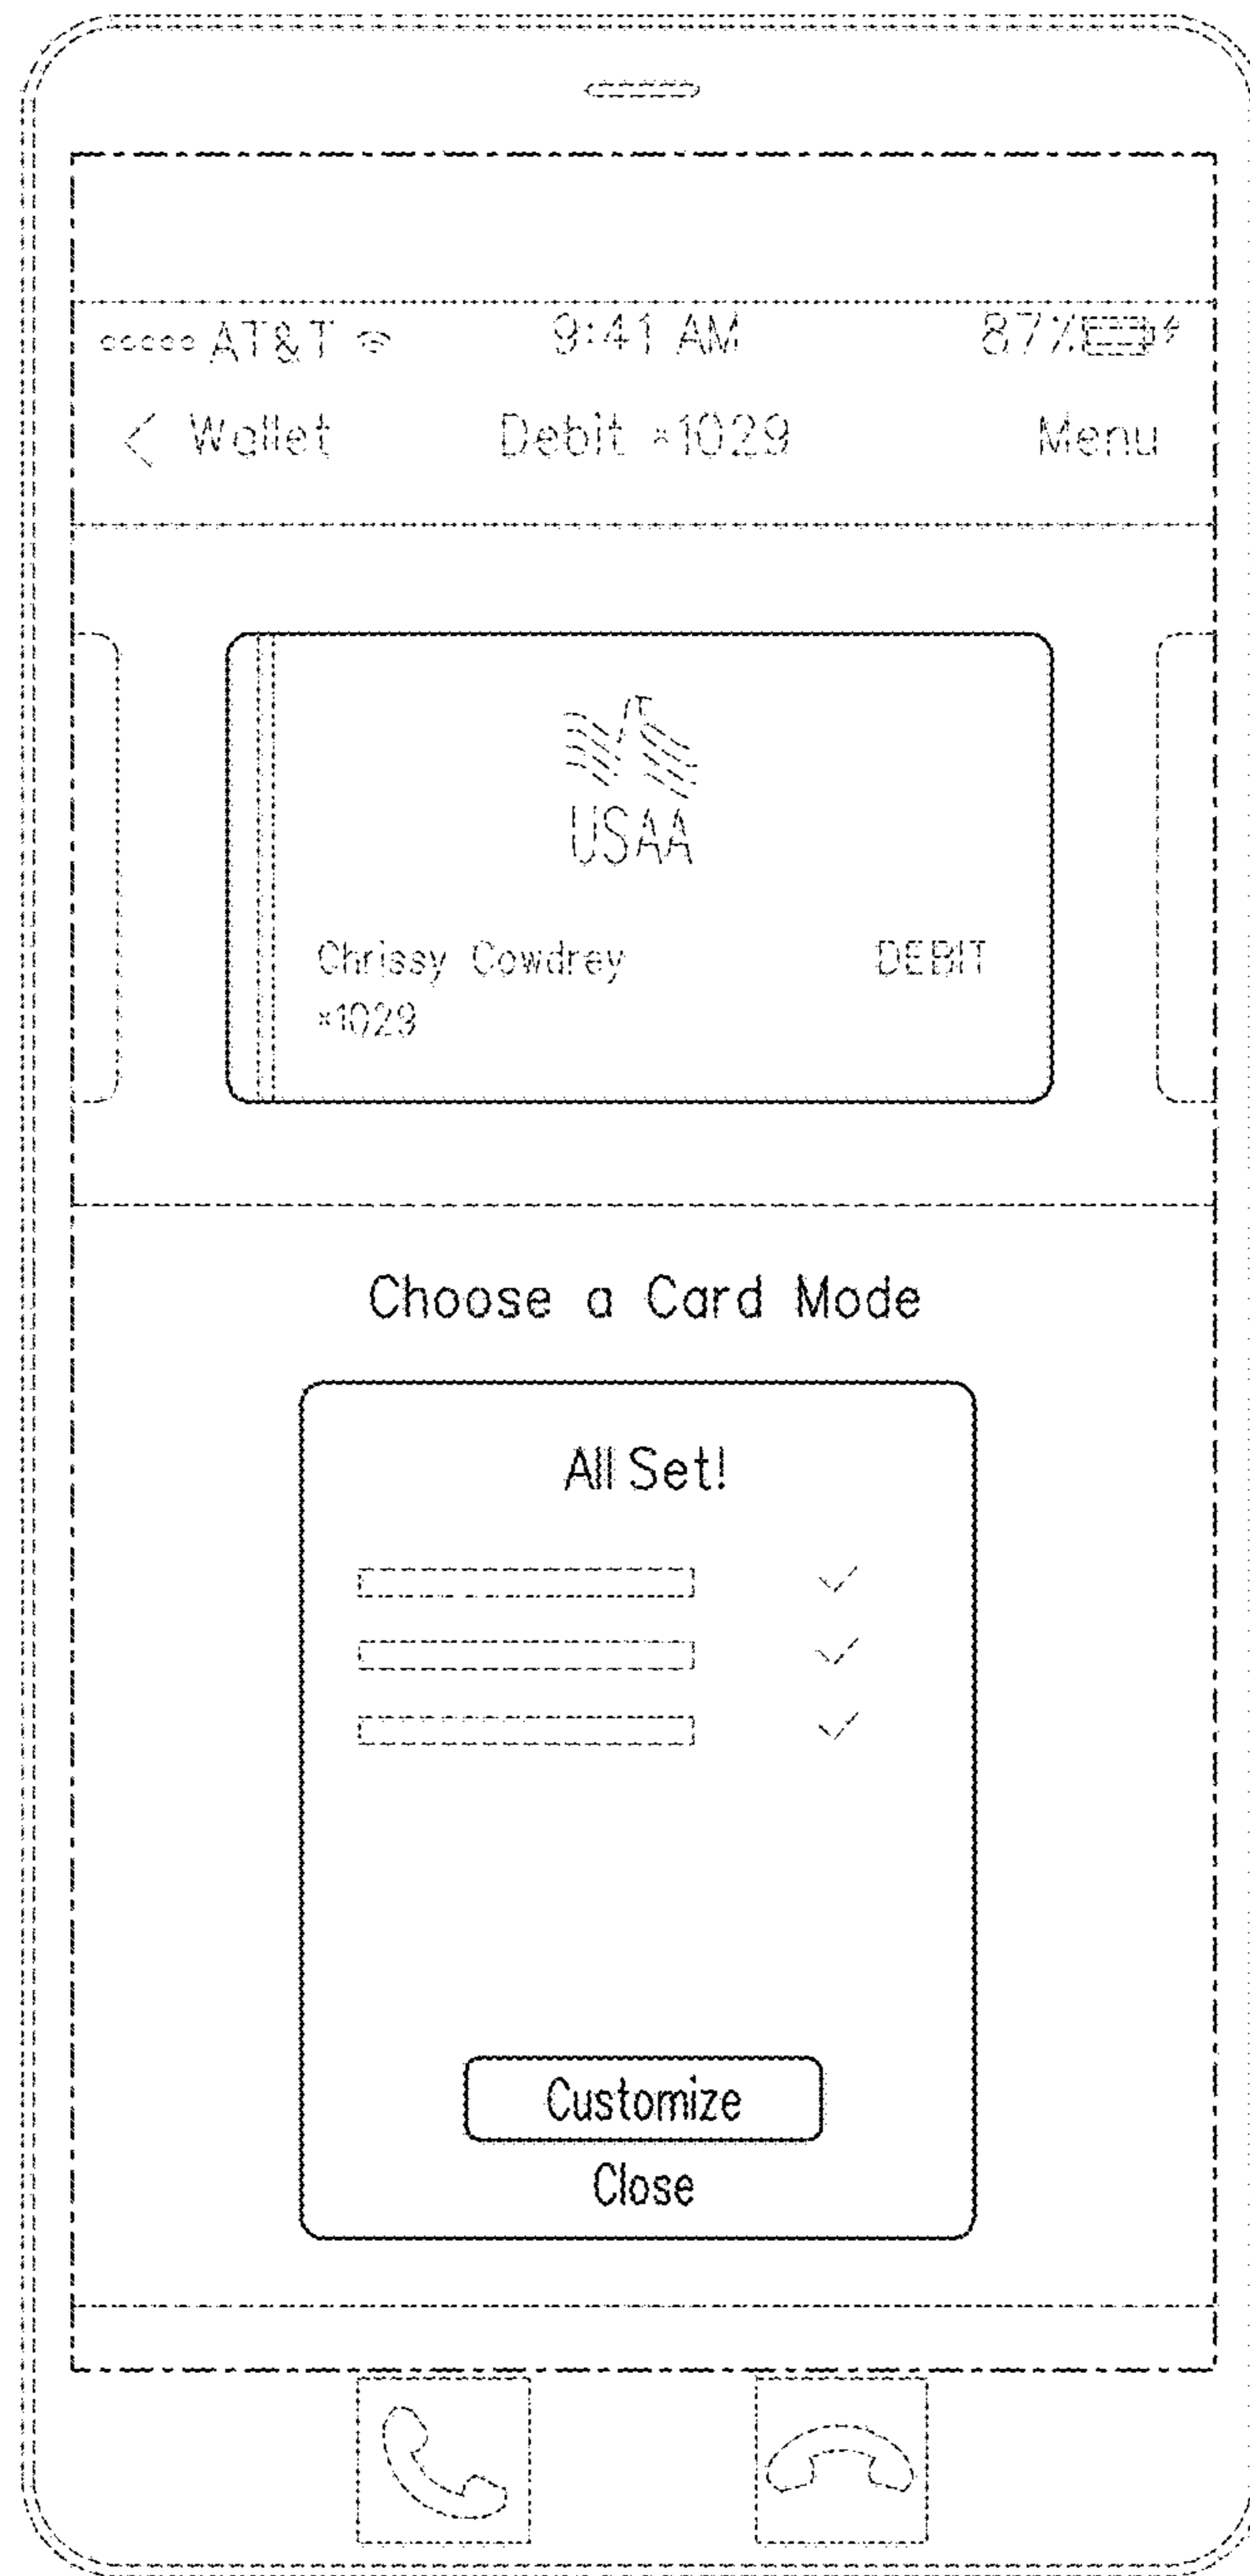 AT&T 9:41 AM 87%
< Wallet Debit *1029 Menu
USAA
Chrissy Cowdrey DEBIT
*1029
Choose a Card Mode
All Set!
Customize
Close